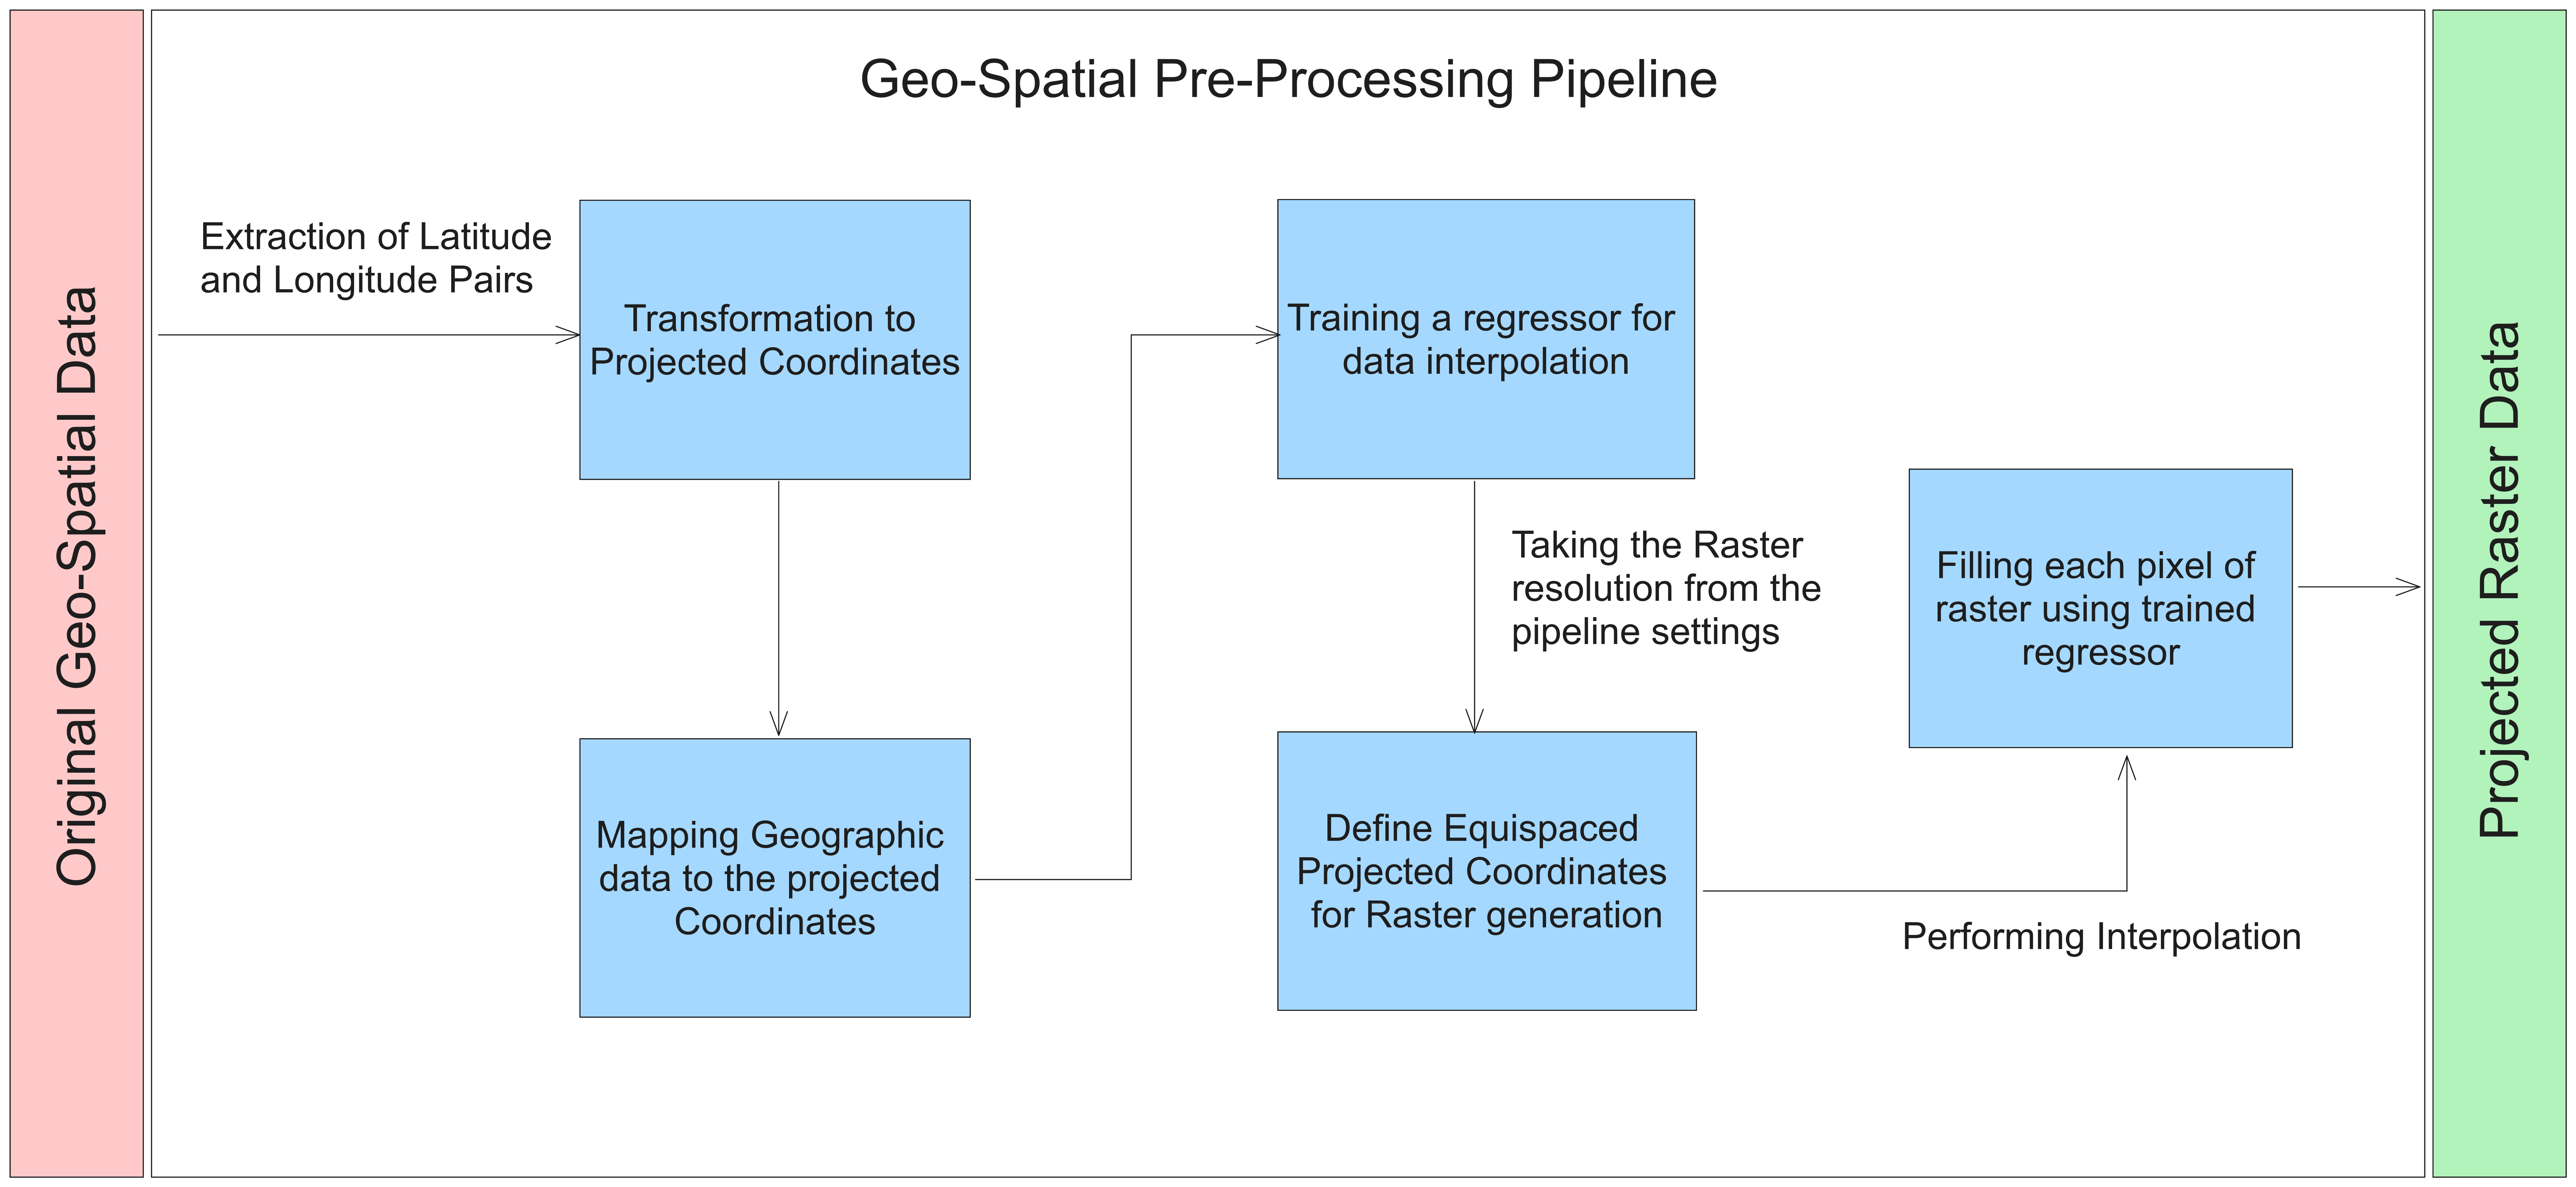 Original Geo-Spatial Data
Geo-Spatial Pre-Processing Pipeline
Extraction of Latitude
and Longitude Pairs
Transformation to
Projected Coordinates
Mapping Geographic
data to the projected
Coordinates
Training a regressor for
data interpolation
Taking the Raster
resolution from the
pipeline settings
Define Equispaced
Projected Coordinates
for Raster generation
Performing Interpolation
Filling each pixel of
raster using trained
regressor
Projected Raster Data